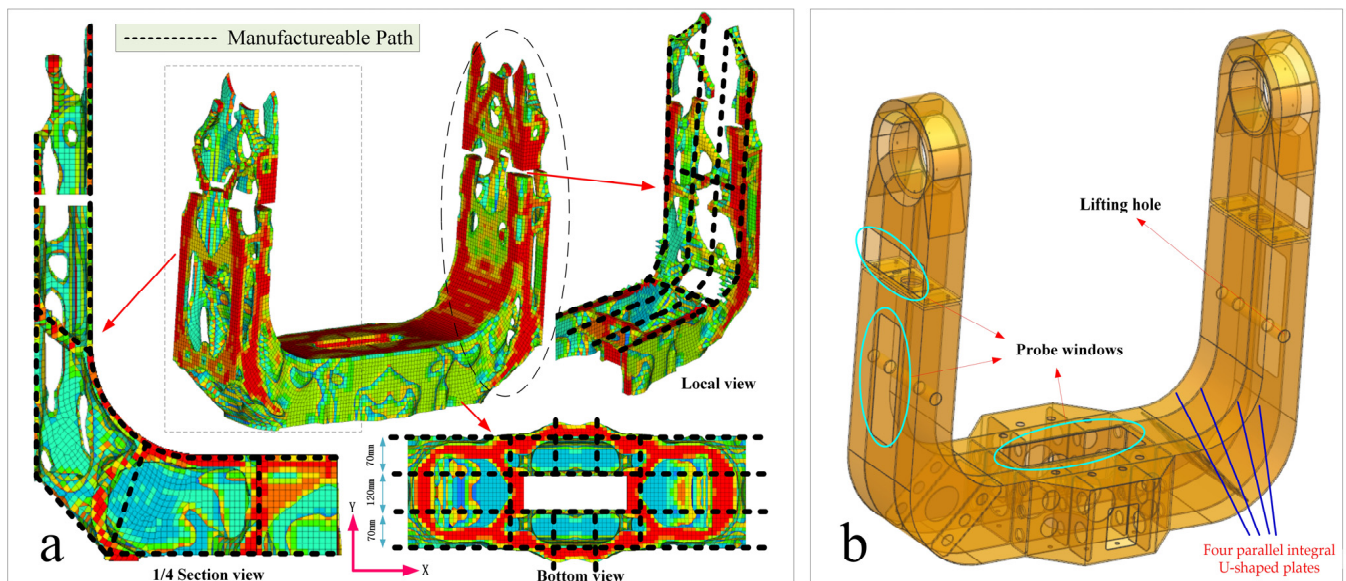 Manufactureable Path
Local view
70mm
120mm
70mm
Y
X
a
1/4 Section view
Bottom view
Lifting hole
Probe windows
b
Four parallel integral
U-shaped plates